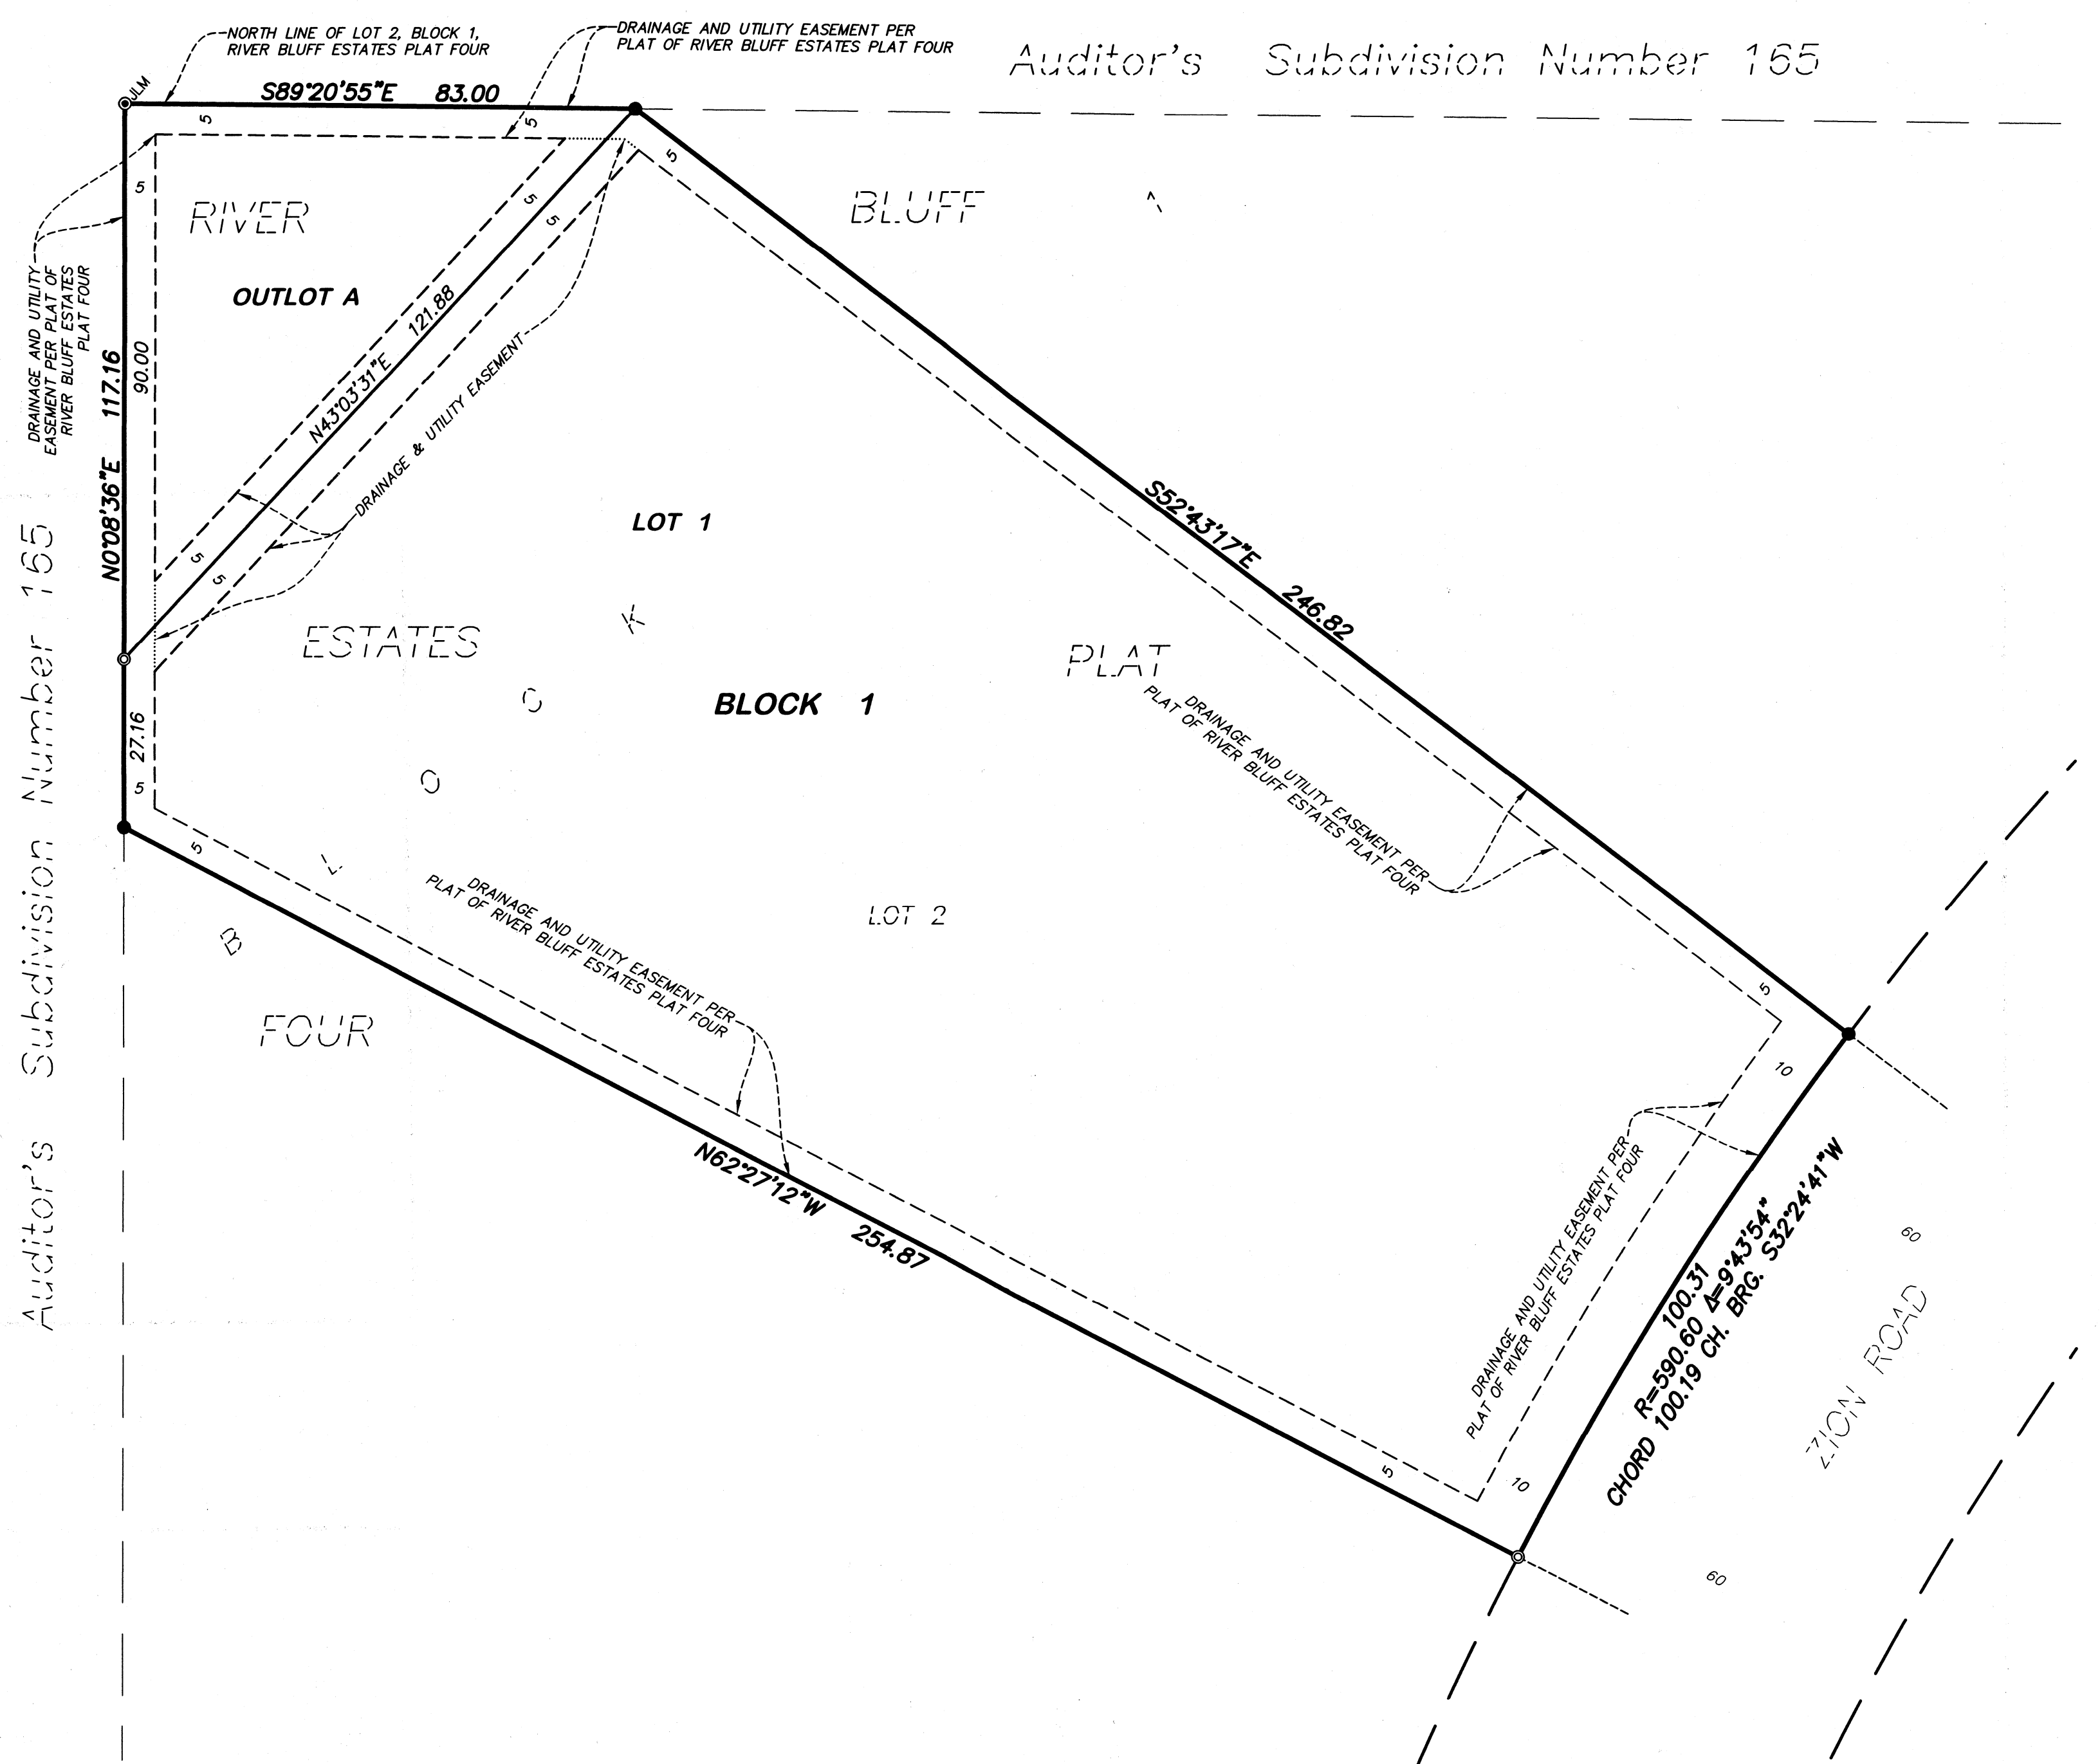 NORTH LINE OF LOT 2, BLOCK 1,
RIVER BLUFF ESTATES PLAT FOUR
DRAINAGE AND UTILITY EASEMENT PER
PLAT OF RIVER BLUFF ESTATES PLAT FOUR
Auditor's Subdivision Number 165
JLM
S89°20'55"E 83.00
5
5
5
5
RIVER
BLUFF
1
OUTLOT A
DRAINAGE AND UTILITY
EASEMENT PER PLAT OF
RIVER BLUFF ESTATES
PLAT FOUR
N0°08'36"E 117.16
90.00
N43°03'31"E 121.88
5
5
DRAINAGE & UTILITY EASEMENT
LOT 1
S52°43'17"E 246.82
5
5
ESTATES
PLAT
BLOCK 1
27.16
5
5
BLOCK
DRAINAGE AND UTILITY EASEMENT PER
PLAT OF RIVER BLUFF ESTATES PLAT FOUR
LOT 2
DRAINAGE AND UTILITY EASEMENT PER
PLAT OF RIVER BLUFF ESTATES PLAT FOUR
Auditor's Subdivision Number 165
FOUR
5
10
N62°27'12"W 254.87
DRAINAGE AND UTILITY EASEMENT PER
PLAT OF RIVER BLUFF ESTATES PLAT FOUR
100.31
R=590.60 Δ=9°43'54"
CHORD 100.19 CH. BRG. S32°24'41"W
60
ZION ROAD
5
10
60